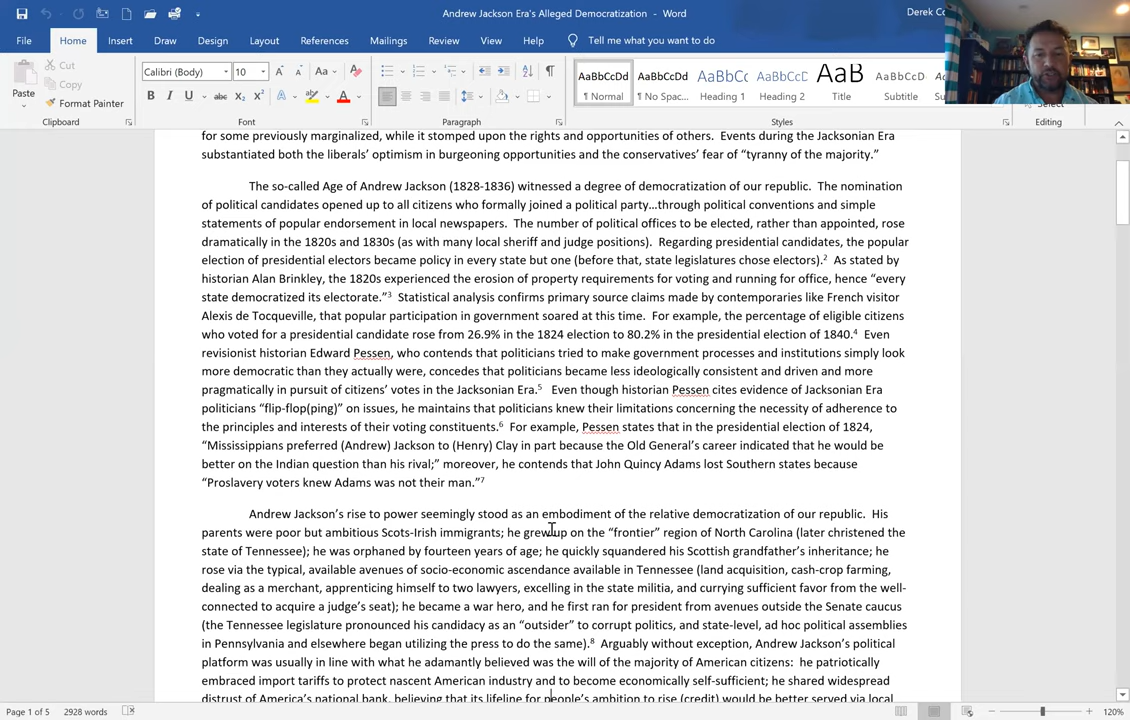 Andrew Jackson Era's Alleged Democratization - Word
Derek Co
File Home Insert Draw Design Layout References Mailings Review View Help Tell me what you want to do
Paste
Cut
Copy
Format Painter
Calibri (Body) 10
AaBbCcDd AaBbCcDd AaBbCc AaBbCcD AaB AaBbCcD
¶ Normal ¶ No Spac... Heading 1 Heading 2 Title Subtitle
Clipboard Font Paragraph Styles Editing
for some previously marginalized, while it stomped upon the rights and opportunities of others. Events during the Jacksonian Era
substantiated both the liberals' optimism in burgeoning opportunities and the conservatives' fear of "tyranny of the majority."
The so-called Age of Andrew Jackson (1828-1836) witnessed a degree of democratization of our republic. The nomination
of political candidates opened up to all citizens who formally joined a political party…through political conventions and simple
statements of popular endorsement in local newspapers. The number of political offices to be elected, rather than appointed, rose
dramatically in the 1820s and 1830s (as with many local sheriff and judge positions). Regarding presidential candidates, the popular
election of presidential electors became policy in every state but one (before that, state legislatures chose electors).2 As stated by
historian Alan Brinkley, the 1820s experienced the erosion of property requirements for voting and running for office, hence "every
state democratized its electorate."3 Statistical analysis confirms primary source claims made by contemporaries like French visitor
Alexis de Tocqueville, that popular participation in government soared at this time. For example, the percentage of eligible citizens
who voted for a presidential candidate rose from 26.9% in the 1824 election to 80.2% in the presidential election of 1840.4 Even
revisionist historian Edward Pessen, who contends that politicians tried to make government processes and institutions simply look
more democratic than they actually were, concedes that politicians became less ideologically consistent and driven and more
pragmatically in pursuit of citizens' votes in the Jacksonian Era.5 Even though historian Pessen cites evidence of Jacksonian Era
politicians "flip-flop(ping)" on issues, he maintains that politicians knew their limitations concerning the necessity of adherence to
the principles and interests of their voting constituents.6 For example, Pessen states that in the presidential election of 1824,
"Mississippians preferred (Andrew) Jackson to (Henry) Clay in part because the Old General's career indicated that he would be
better on the Indian question than his rival;" moreover, he contends that John Quincy Adams lost Southern states because
"Proslavery voters knew Adams was not their man."7
Andrew Jackson's rise to power seemingly stood as an embodiment of the relative democratization of our republic. His
parents were poor but ambitious Scots-Irish immigrants; he grew up on the "frontier" region of North Carolina (later christened the
state of Tennessee); he was orphaned by fourteen years of age; he quickly squandered his Scottish grandfather's inheritance; he
rose via the typical, available avenues of socio-economic ascendance available in Tennessee (land acquisition, cash-crop farming,
dealing as a merchant, apprenticing himself to two lawyers, excelling in the state militia, and currying sufficient favor from the well-
connected to acquire a judge's seat); he became a war hero, and he first ran for president from avenues outside the Senate caucus
(the Tennessee legislature pronounced his candidacy as an "outsider" to corrupt politics, and state-level, ad hoc political assemblies
in Pennsylvania and elsewhere began utilizing the press to do the same).8 Arguably without exception, Andrew Jackson's political
platform was usually in line with what he adamantly believed was the will of the majority of American citizens: he patriotically
embraced import tariffs to protect nascent American industry and to become economically self-sufficient; he shared widespread
distrust of America's national bank, believing that its lifeline for people's ambition to rise (credit) would be better served via local
Page 1 of 5 2928 words 120%